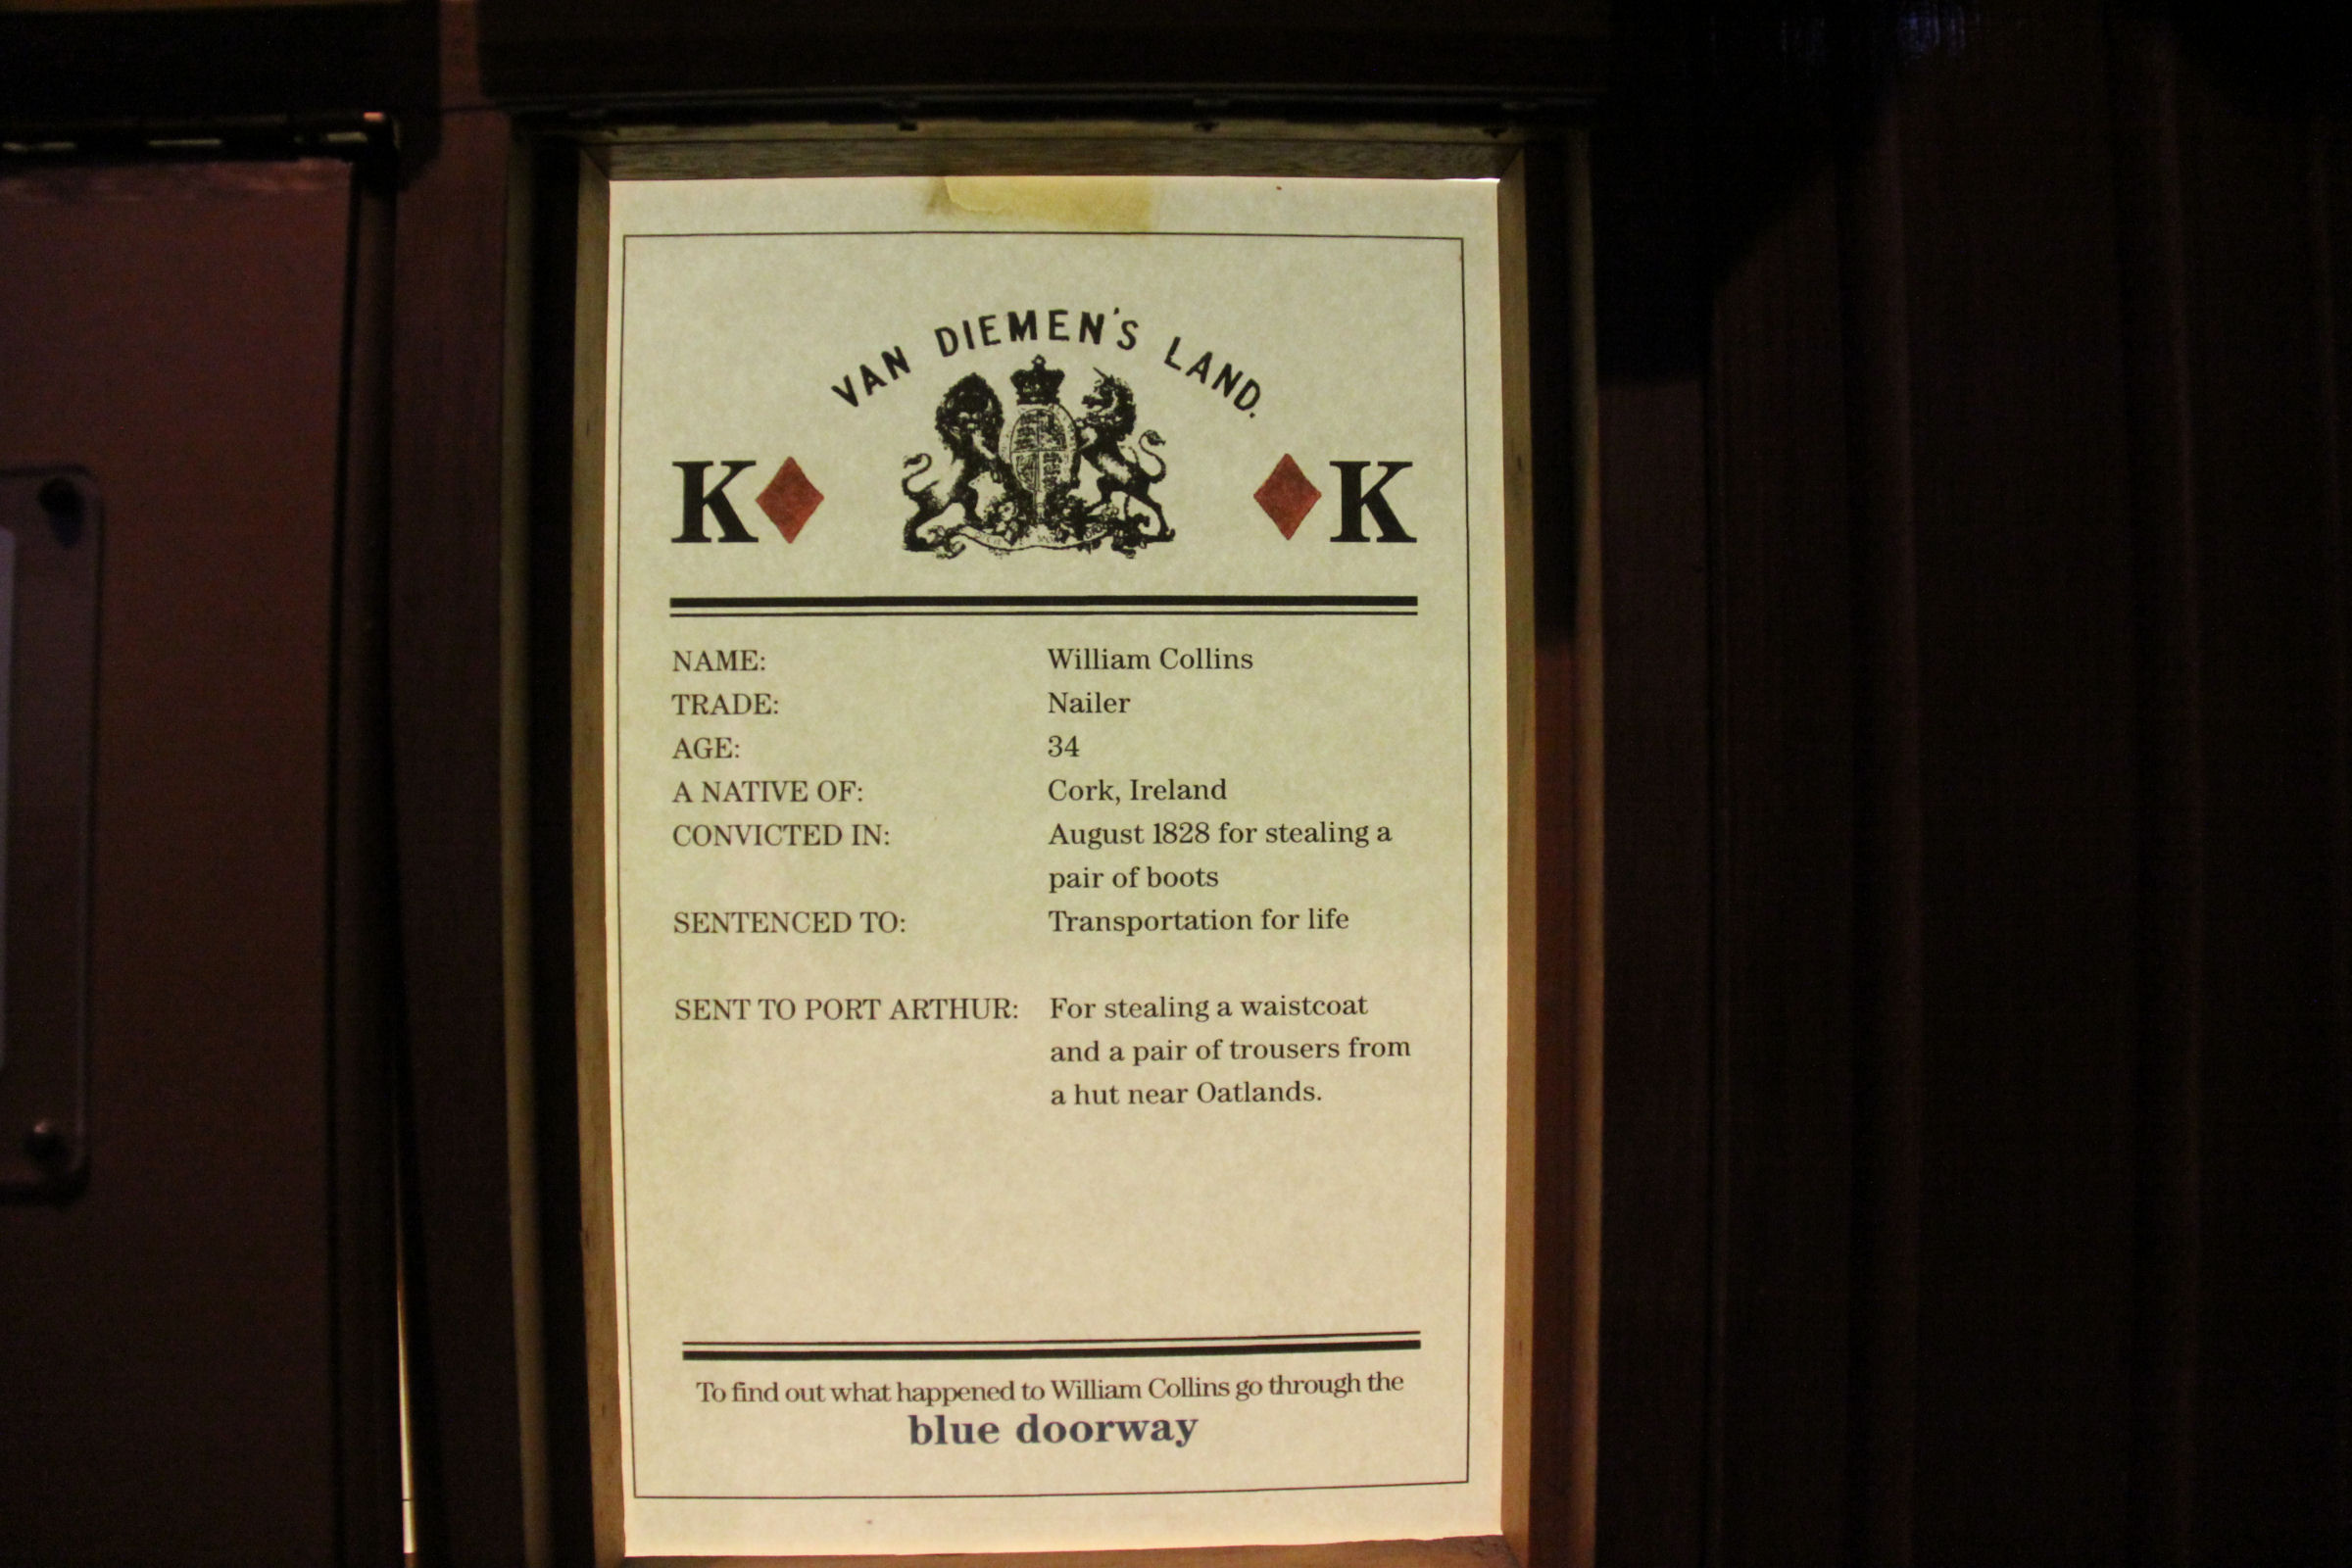 VAN DIEMEN'S LAND.
K♦ ♦K
NAME: William Collins
TRADE: Nailer
AGE: 34
A NATIVE OF: Cork, Ireland
CONVICTED IN: August 1828 for stealing a
pair of boots
SENTENCED TO: Transportation for life
SENT TO PORT ARTHUR: For stealing a waistcoat
and a pair of trousers from
a hut near Oatlands.
To find out what happened to William Collins go through the
blue doorway